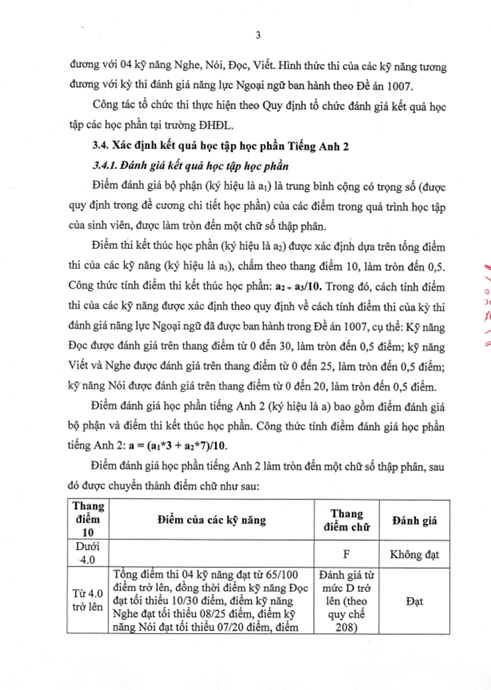 3
đương với 04 kỹ năng Nghe, Nói, Đọc, Viết. Hình thức thi của các kỹ năng tương
đương với kỳ thi đánh giá năng lực Ngoại ngữ ban hành theo Đề án 1007.
Công tác tổ chức thi thực hiện theo Quy định tổ chức đánh giá kết quả học
tập các học phần tại trường ĐHĐL.
3.4. Xác định kết quả học tập học phần Tiếng Anh 2
3.4.1. Đánh giá kết quả học tập học phần
Điểm đánh giá bộ phận (ký hiệu là a₁) là trung bình cộng có trọng số (được
quy định trong đề cương chi tiết học phần) của các điểm trong quá trình học tập
của sinh viên, được làm tròn đến một chữ số thập phân.
Điểm thi kết thúc học phần (ký hiệu là a₂) được xác định dựa trên tổng điểm
thi của các kỹ năng (ký hiệu là a₃), chấm theo thang điểm 10, làm tròn đến 0,5.
Công thức tính điểm thi kết thúc học phần: a₂ = a₃/10. Trong đó, cách tính điểm
thi của các kỹ năng được xác định theo quy định về cách tính điểm thi của kỳ thi
đánh giá năng lực Ngoại ngữ đã được ban hành trong Đề án 1007, cụ thể: Kỹ năng
Đọc được đánh giá trên thang điểm từ 0 đến 30, làm tròn đến 0,5 điểm; kỹ năng
Viết và Nghe được đánh giá trên thang điểm từ 0 đến 25, làm tròn đến 0,5 điểm;
kỹ năng Nói được đánh giá trên thang điểm từ 0 đến 20, làm tròn đến 0,5 điểm.
Điểm đánh giá học phần tiếng Anh 2 (ký hiệu là a) bao gồm điểm đánh giá
bộ phận và điểm thi kết thúc học phần. Công thức tính điểm đánh giá học phần
tiếng Anh 2: a = (a₁*3 + a₂*7)/10.
Điểm đánh giá học phần tiếng Anh 2 làm tròn đến một chữ số thập phân, sau
đó được chuyển thành điểm chữ như sau:
Thang
điểm
10
Điểm của các kỹ năng
Thang
điểm chữ
Đánh giá
Dưới
4.0
F
Không đạt
Từ 4.0
trở lên
Tổng điểm thi 04 kỹ năng đạt từ 65/100
điểm trở lên, đồng thời điểm kỹ năng Đọc
đạt tối thiểu 10/30 điểm, điểm kỹ năng
Nghe đạt tối thiểu 08/25 điểm, điểm kỹ
năng Nói đạt tối thiểu 07/20 điểm, điểm
Đánh giá từ
mức D trở
lên (theo
quy chế
208)
Đạt